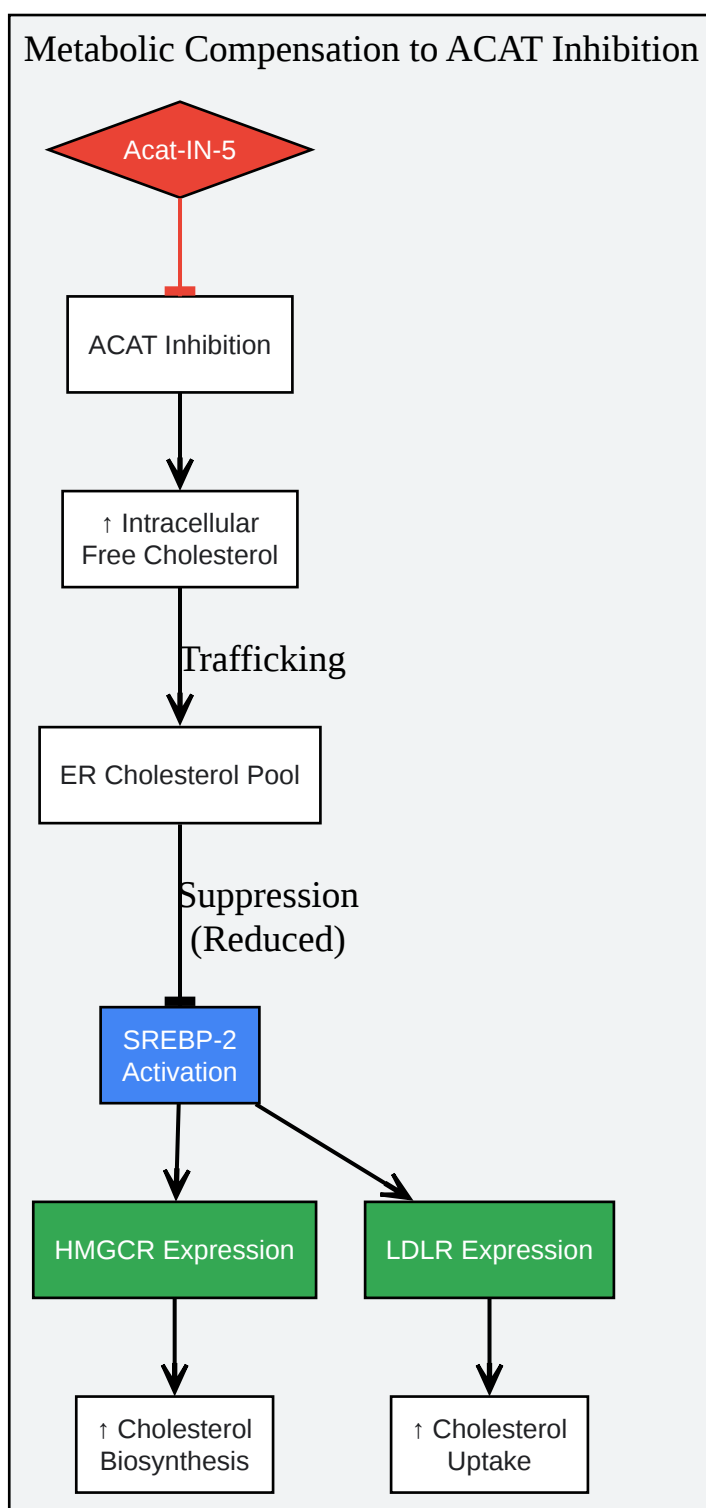 Metabolic Compensation to ACAT Inhibition
Acat-IN-5
ACAT Inhibition
↑ Intracellular
Free Cholesterol
Trafficking
ER Cholesterol Pool
Suppression
(Reduced)
SREBP-2
Activation
HMGCR Expression
LDLR Expression
↑ Cholesterol
Biosynthesis
↑ Cholesterol
Uptake